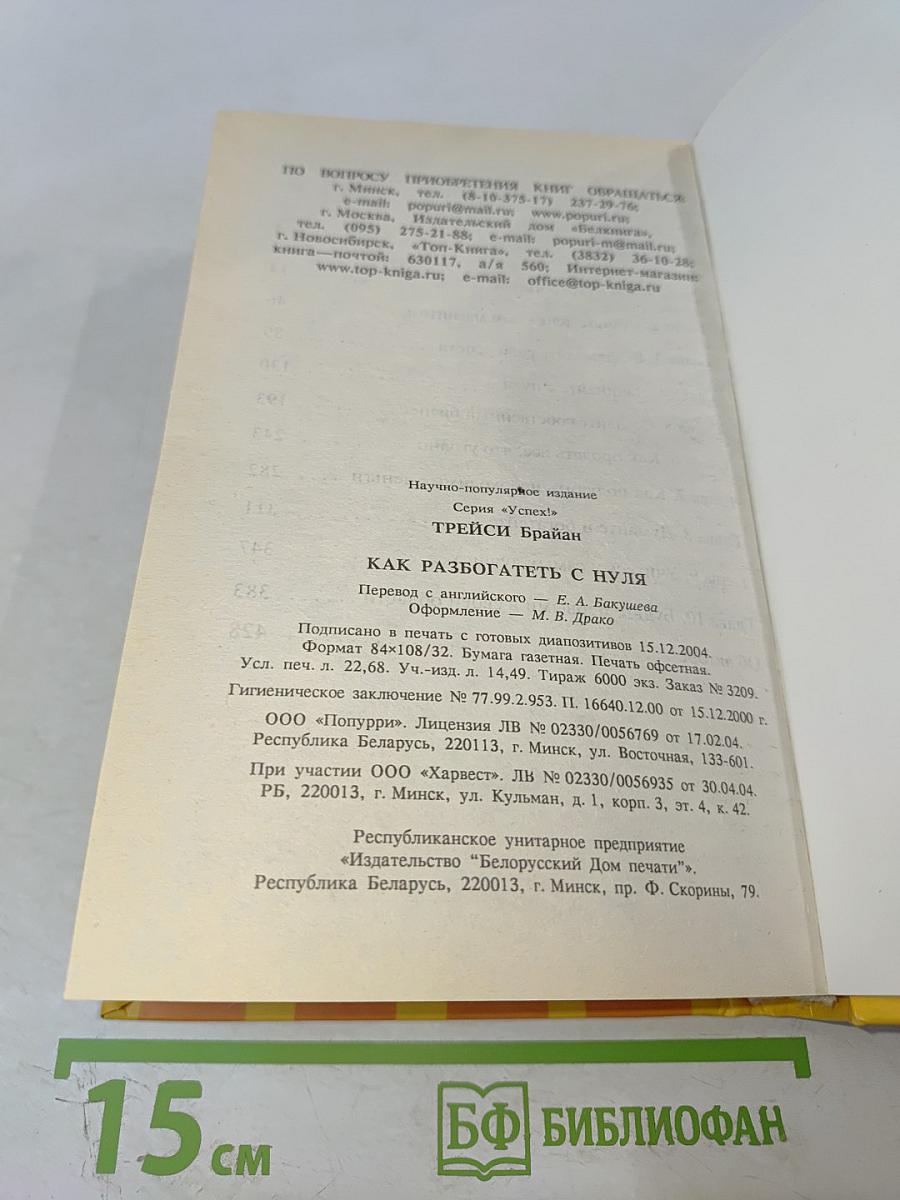 ПО ВОПРОСУ ПРИОБРЕТЕНИЯ КНИГ ОБРАЩАТЬСЯ:
г. Минск, тел. (8-10-375-17) 237-29-76;
e-mail: popuri@mail.ru; www.popuri.ru;
г. Москва, Издательский дом «Белкнига»,
тел. (095) 275-21-88; e-mail: popuri-m@mail.ru;
г. Новосибирск, «Топ-Книга», тел. (3832) 36-10-28;
книга—почтой: 630117, а/я 560; Интернет-магазин:
www.top-kniga.ru; e-mail: office@top-kniga.ru
Научно-популярное издание
Серия «Успех!»
ТРЕЙСИ Брайан
КАК РАЗБОГАТЕТЬ С НУЛЯ
Перевод с английского — Е. А. Бакушева
Оформление — М. В. Драко
Подписано в печать с готовых диапозитивов 15.12.2004.
Формат 84×108/32. Бумага газетная. Печать офсетная.
Усл. печ. л. 22,68. Уч.-изд. л. 14,49. Тираж 6000 экз. Заказ № 3209.
Гигиеническое заключение № 77.99.2.953. П. 16640.12.00 от 15.12.2000 г.
ООО «Попурри». Лицензия ЛВ № 02330/0056769 от 17.02.04.
Республика Беларусь, 220113, г. Минск, ул. Восточная, 133-601.
При участии ООО «Харвест». ЛВ № 02330/0056935 от 30.04.04.
РБ, 220013, г. Минск, ул. Кульман, д. 1, корп. 3, эт. 4, к. 42.
Республиканское унитарное предприятие
«Издательство "Белорусский Дом печати"».
Республика Беларусь, 220013, г. Минск, пр. Ф. Скорины, 79.
15 см
БФ БИБЛИОФАН